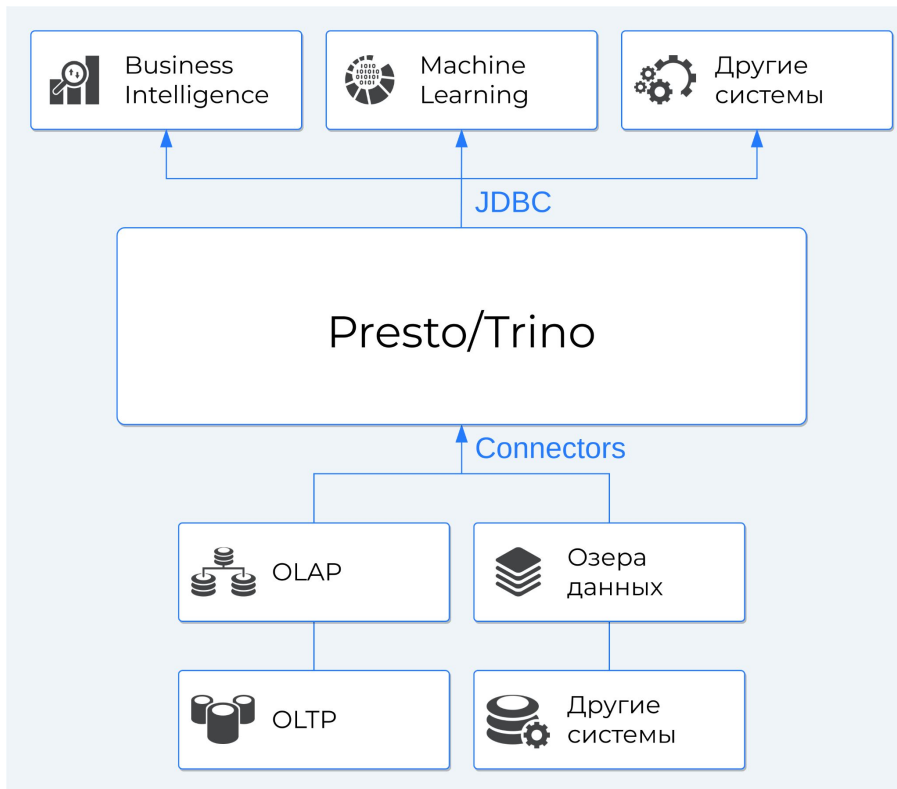 Business
Intelligence
Machine
Learning
Другие
системы
JDBC
Presto/Trino
Connectors
OLAP
Озера
данных
OLTP
Другие
системы